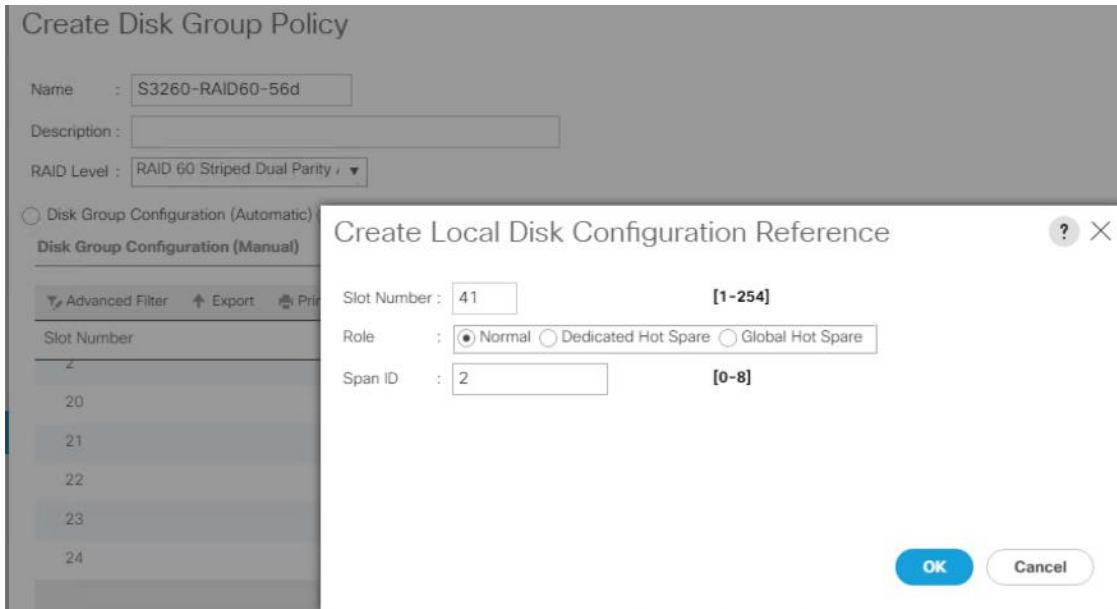 Create Disk Group Policy
Name : S3260-RAID60-56d
Description :
RAID Level : RAID 60 Striped Dual Parity
Disk Group Configuration (Automatic)
Disk Group Configuration (Manual)
Advanced Filter Export
Slot Number
20
21
22
23
24
Create Local Disk Configuration Reference ?
Slot Number : 41 [1-254]
Role : Normal Dedicated Hot Spare Global Hot Spare
Span ID : 2 [0-8]
OK Cancel